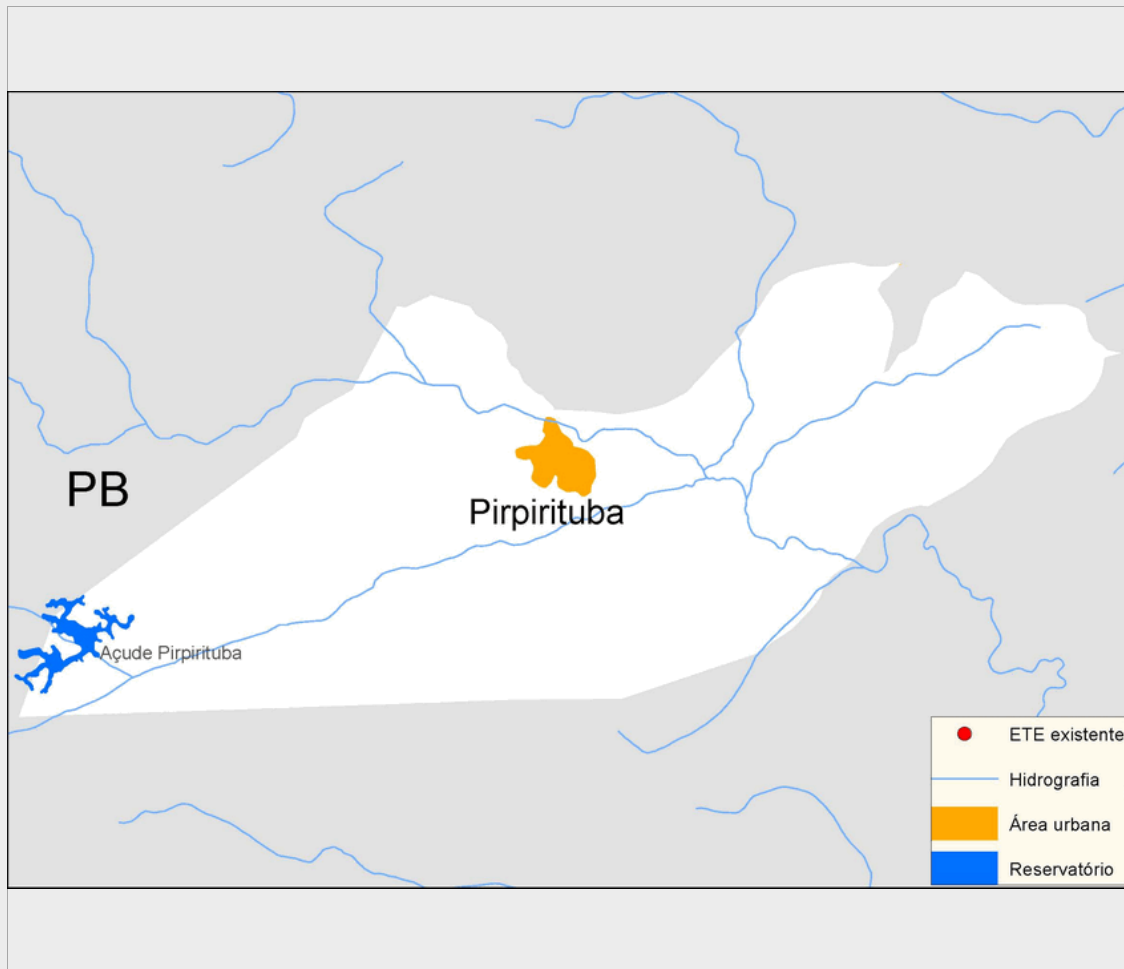 PB
Pirpirituba
Açude Pirpirituba
ETE existente
Hidrografia
Área urbana
Reservatório